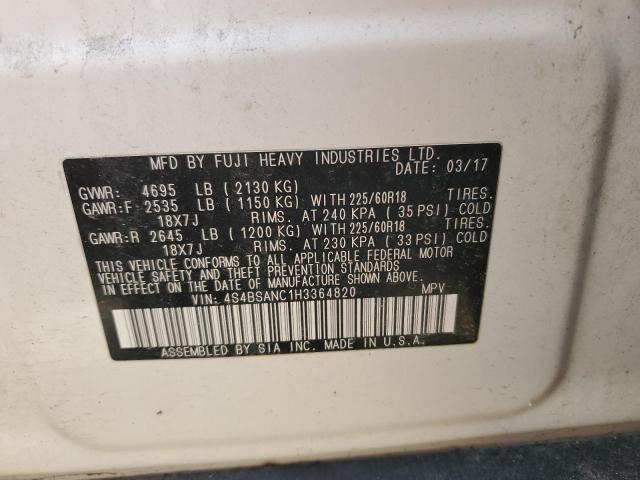 MFD BY FUJI HEAVY INDUSTRIES LTD.
DATE: 03/17
GVWR: 4695 LB (2130 KG)
GAWR:F 2535 LB (1150 KG) WITH 225/60R18 TIRES.
18X7J RIMS. AT 240 KPA (35 PSI) COLD
GAWR:R 2645 LB (1200 KG) WITH 225/60R18 TIRES.
18X7J RIMS. AT 230 KPA (33 PSI) COLD
THIS VEHICLE CONFORMS TO ALL APPLICABLE FEDERAL MOTOR
VEHICLE SAFETY AND THEFT PREVENTION STANDARDS IN
EFFECT ON THE DATE OF MANUFACTURE SHOWN ABOVE.
VIN: 4S4BSANC1H3364820 MPV
ASSEMBLED BY SIA INC. MADE IN U.S.A.